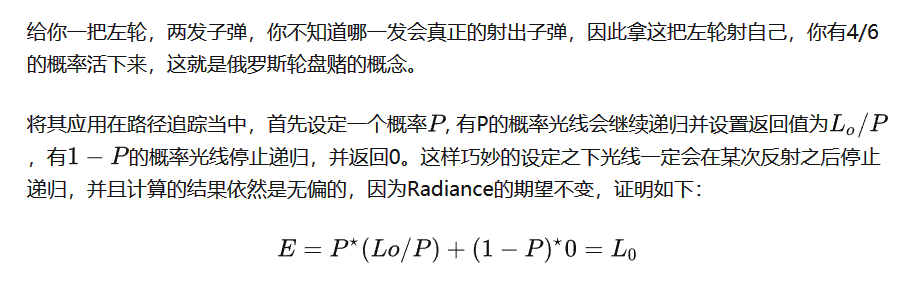 给你一把左轮，两发子弹，你不知道哪一发会真正的射出子弹，因此拿这把左轮射自己，你有4/6
的概率活下来，这就是俄罗斯轮盘赌的概念。
将其应用在路径追踪当中，首先设定一个概率P, 有P的概率光线会继续递归并设置返回值为L_o/P
，有1 − P的概率光线停止递归，并返回0。这样巧妙的设定之下光线一定会在某次反射之后停止
递归，并且计算的结果依然是无偏的，因为Radiance的期望不变，证明如下：
E = P^⋆(Lo/P) + (1 − P)^⋆0 = L_0